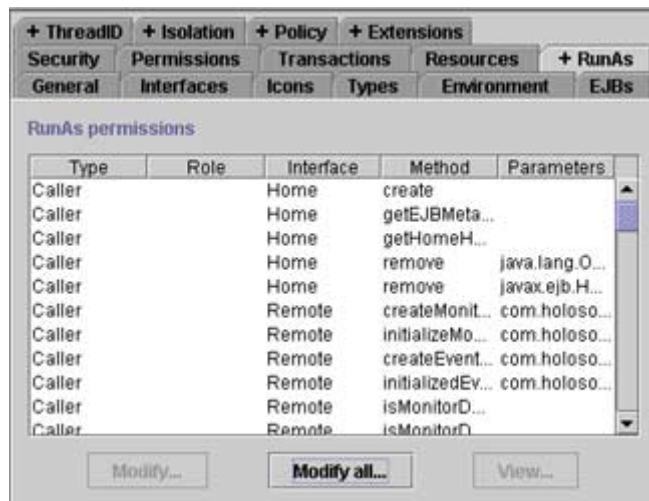 + ThreadID + Isolation + Policy + Extensions
Security Permissions Transactions Resources + RunAs
General Interfaces Icons Types Environment EJBs
RunAs permissions
Type Role Interface Method Parameters
Caller Home create
Caller Home getEJBMeta...
Caller Home getHomeH...
Caller Home remove java.lang.O...
Caller Home remove javax.ejb.H...
Caller Remote createMonit... com.holoso...
Caller Remote initializeMo... com.holoso...
Caller Remote createEvent... com.holoso...
Caller Remote initializedEv... com.holoso...
Caller Remote isMonitorD...
Caller Remote isMonitorD
Modify... Modify all... View...